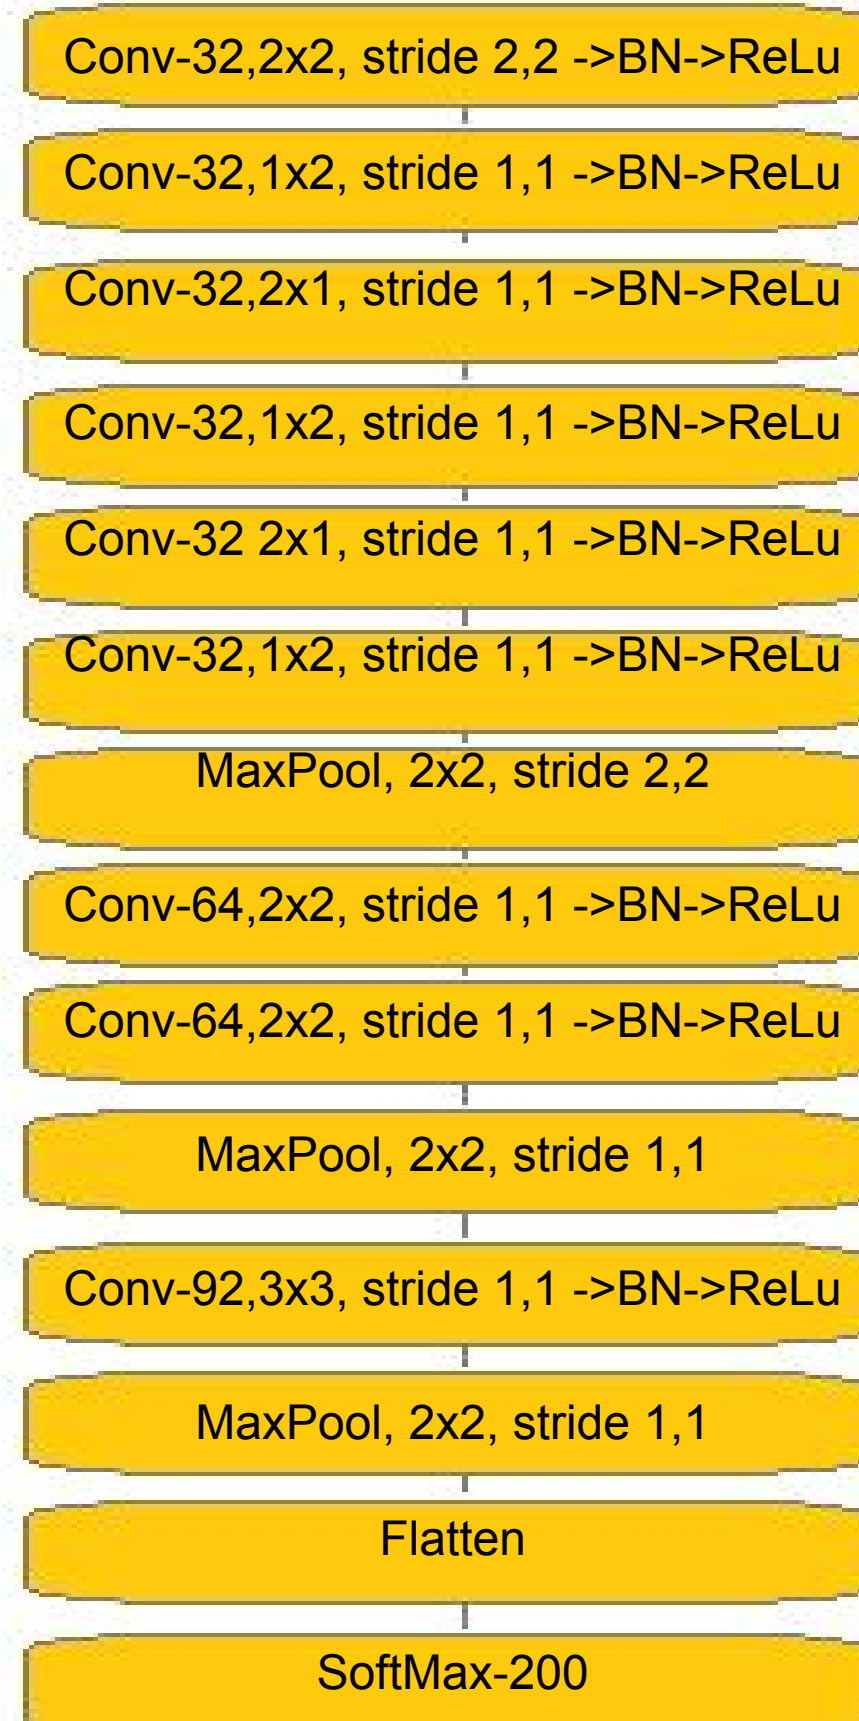 Conv-32,2x2, stride 2,2 ->BN->ReLu
Conv-32,1x2, stride 1,1 ->BN->ReLu
Conv-32,2x1, stride 1,1 ->BN->ReLu
Conv-32,1x2, stride 1,1 ->BN->ReLu
Conv-32 2x1, stride 1,1 ->BN->ReLu
Conv-32,1x2, stride 1,1 ->BN->ReLu
MaxPool, 2x2, stride 2,2
Conv-64,2x2, stride 1,1 ->BN->ReLu
Conv-64,2x2, stride 1,1 ->BN->ReLu
MaxPool, 2x2, stride 1,1
Conv-92,3x3, stride 1,1 ->BN->ReLu
MaxPool, 2x2, stride 1,1
Flatten
SoftMax-200